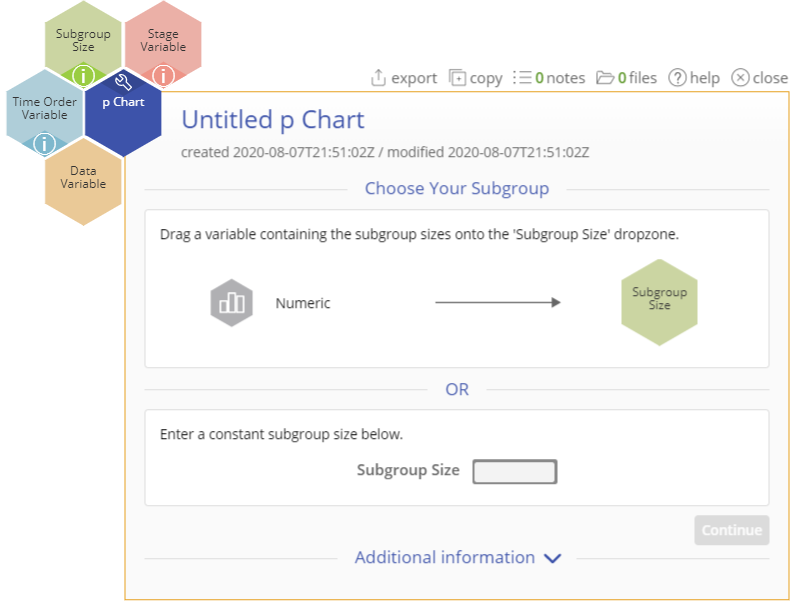 Subgroup
Size
Stage
Variable
Time Order
Variable
p Chart
Data
Variable
export copy 0 notes 0 files ? help close
Untitled p Chart
created 2020-08-07T21:51:02Z / modified 2020-08-07T21:51:02Z
Choose Your Subgroup
Drag a variable containing the subgroup sizes onto the 'Subgroup Size' dropzone.
Numeric
Subgroup
Size
OR
Enter a constant subgroup size below.
Subgroup Size
Continue
Additional information